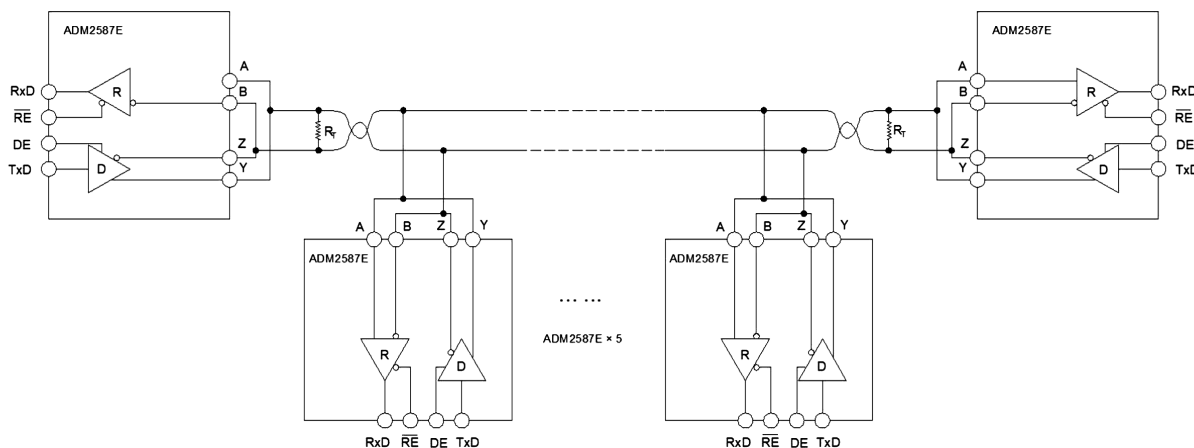 ADM2587E
ADM2587E
A
B
Z
Y
RxD
RE
DE
TxD
R
D
RT
RT
A
B
Z
Y
R
D
RxD
RE
DE
TxD
A B Z Y
A B Z Y
ADM2587E
ADM2587E
... ...
ADM2587E × 5
R
D
R
D
RxD RE DE TxD
RxD RE DE TxD